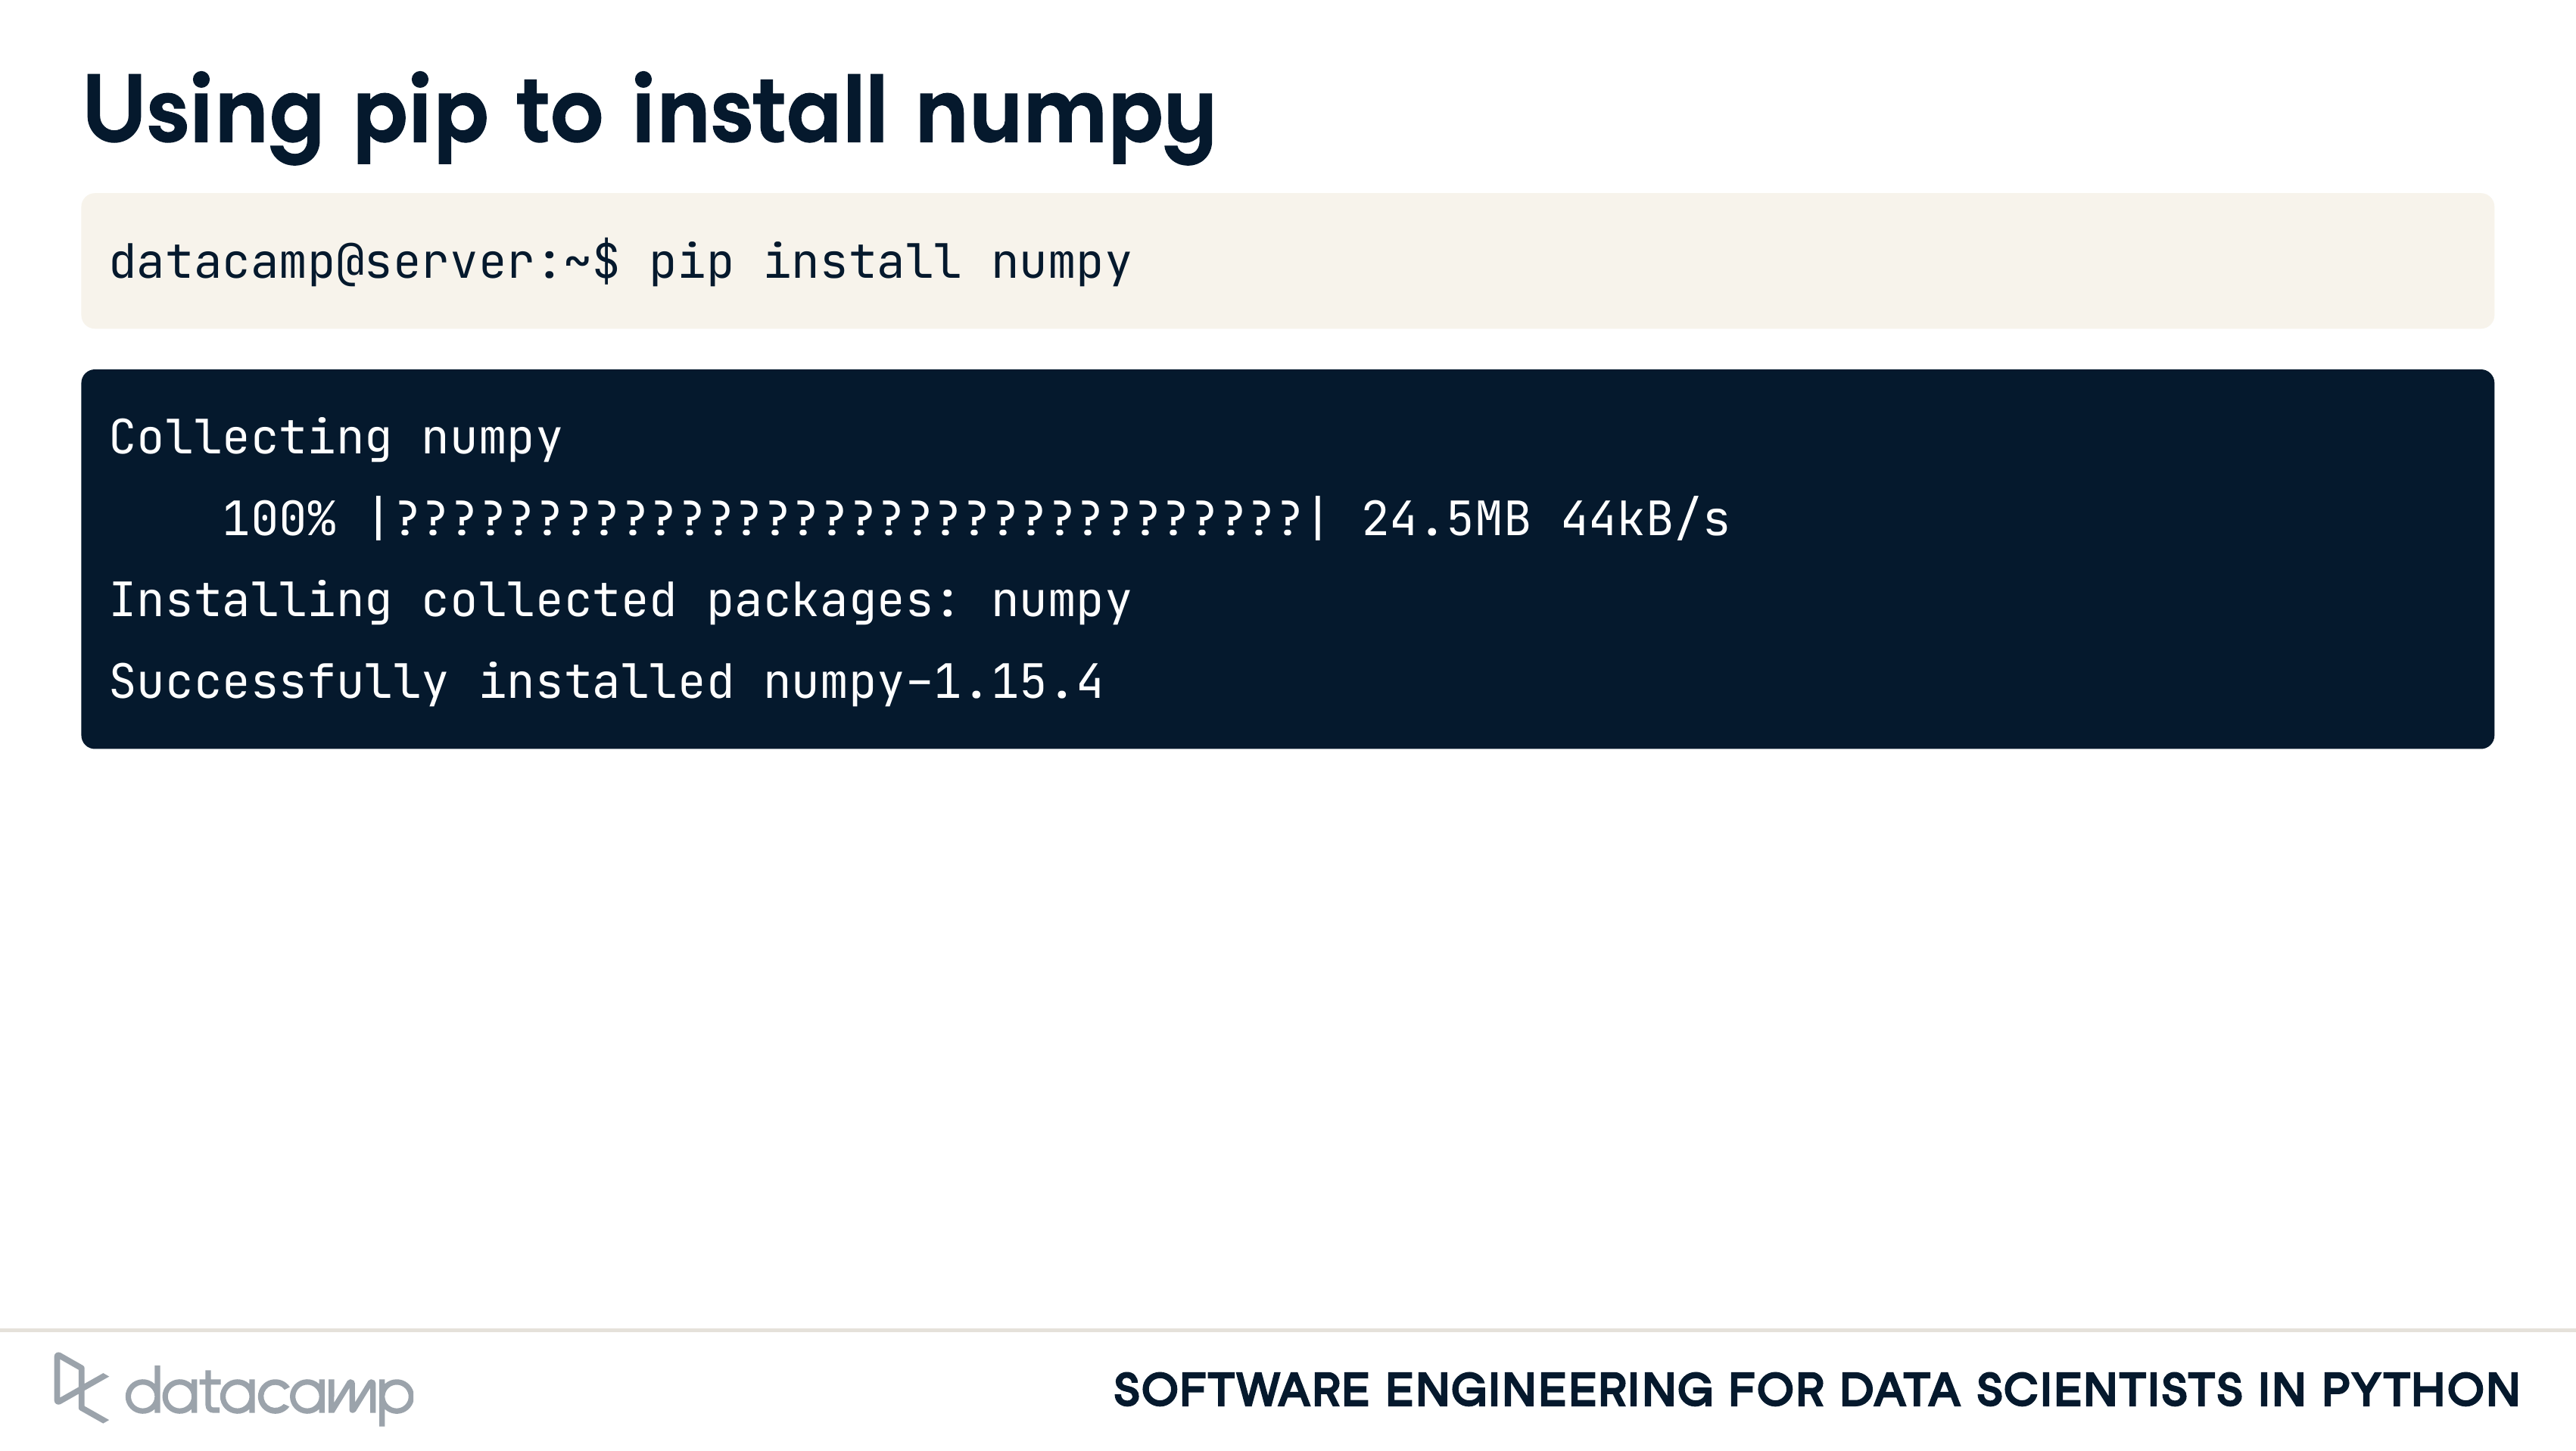 Using pip to install numpy
datacamp@server:~$ pip install numpy
Collecting numpy
    100% |????????????????????????????????| 24.5MB 44kB/s
Installing collected packages: numpy
Successfully installed numpy-1.15.4
datacamp
SOFTWARE ENGINEERING FOR DATA SCIENTISTS IN PYTHON